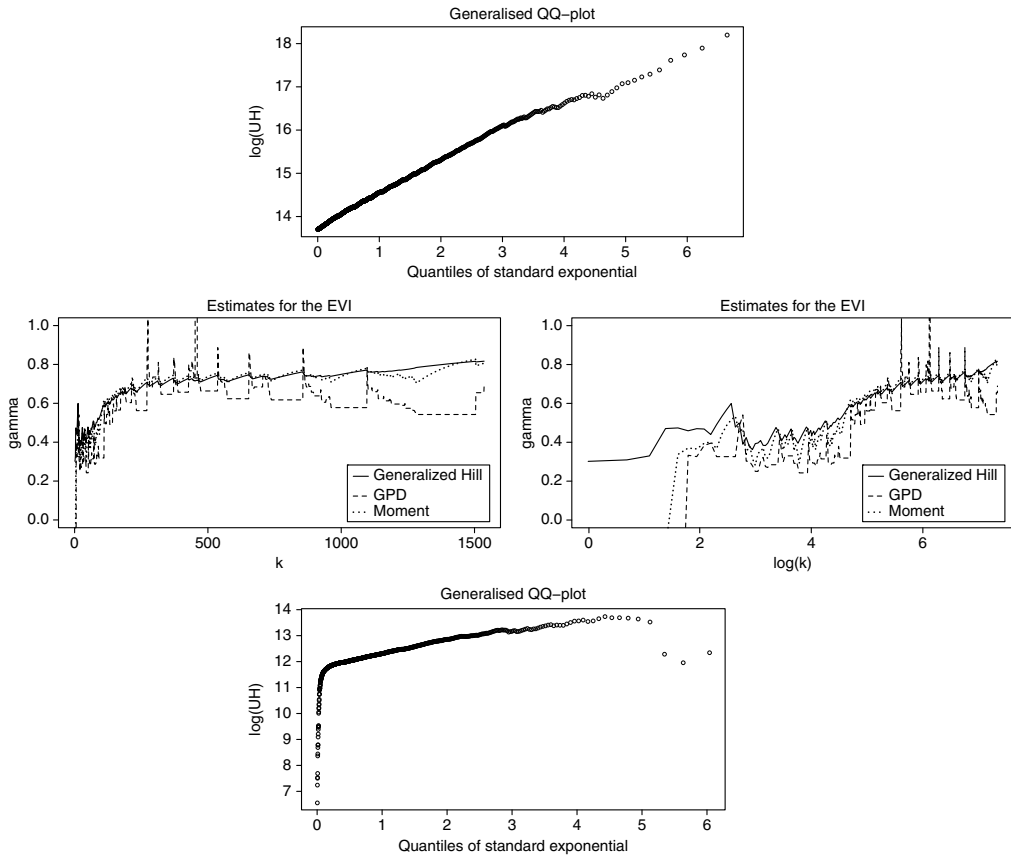 Generalised QQ−plot
log(UH)
18
17
16
15
14
0 1 2 3 4 5 6
Quantiles of standard exponential
Estimates for the EVI
gamma
1.0
0.8
0.6
0.4
0.2
0.0
Generalized Hill
GPD
Moment
0 500 1000 1500
k
Estimates for the EVI
gamma
1.0
0.8
0.6
0.4
0.2
0.0
Generalized Hill
GPD
Moment
0 2 4 6
log(k)
Generalised QQ−plot
log(UH)
14
13
12
11
10
9
8
7
0 1 2 3 4 5 6
Quantiles of standard exponential